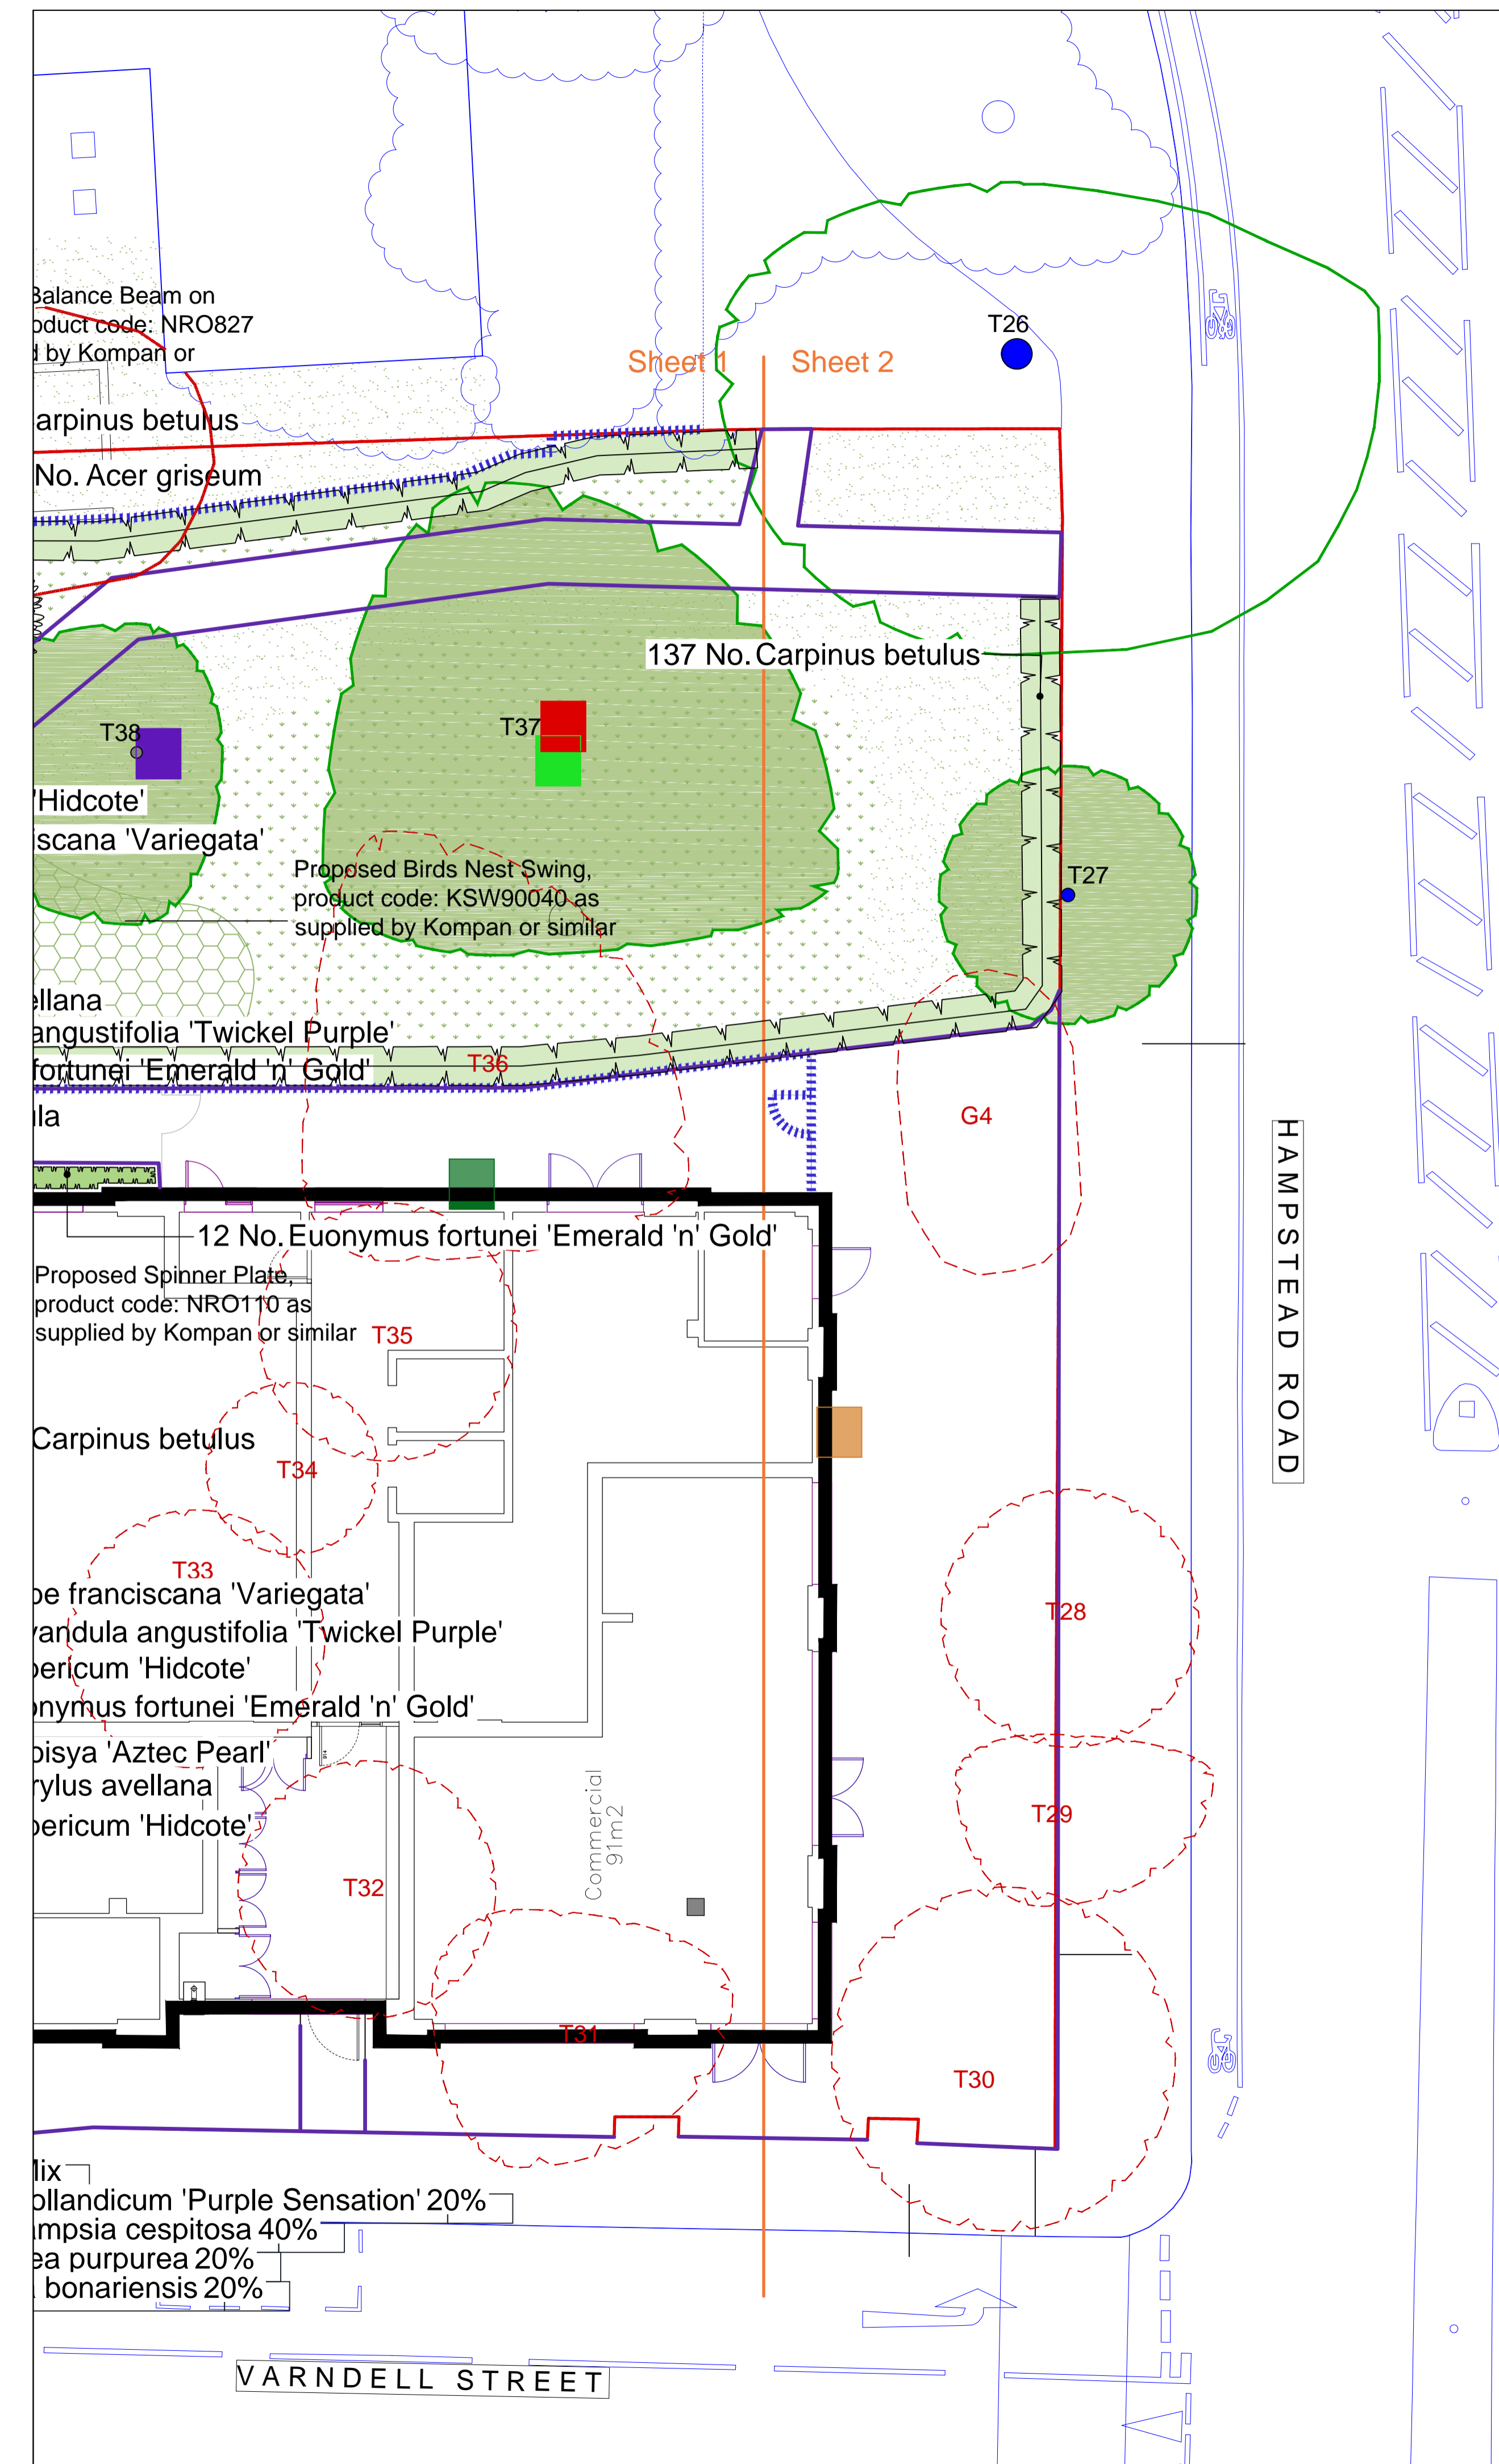 Balance Beam on
oduct code: NRO827
d by Kompan or
T26
Sheet 1
Sheet 2
arpinus betulus
No. Acer griseum
137 No. Carpinus betulus
T38
T37
'Hidcote'
iscana 'Variegata'
Proposed Birds Nest Swing,
product code: KSW90040 as
supplied by Kompan or similar
T27
ellana
angustifolia 'Twickel Purple'
T36
fortunei 'Emerald 'n' Gold'
ula
G4
HAMPSTEAD ROAD
12 No. Euonymus fortunei 'Emerald 'n' Gold'
Proposed Spinner Plate,
product code: NRO110 as
supplied by Kompan or similar
T35
Carpinus betulus
T34
T33
T28
pe franciscana 'Variegata'
vandula angustifolia 'Twickel Purple'
pericum 'Hidcote'
onymus fortunei 'Emerald 'n' Gold'
oisya 'Aztec Pearl'
rylus avellana
pericum 'Hidcote'
Commercial
91m2
T29
T32
T31
T30
Mix
ollandicum 'Purple Sensation' 20%
ampsia cespitosa 40%
ea purpurea 20%
a bonariensis 20%
VARNDELL STREET